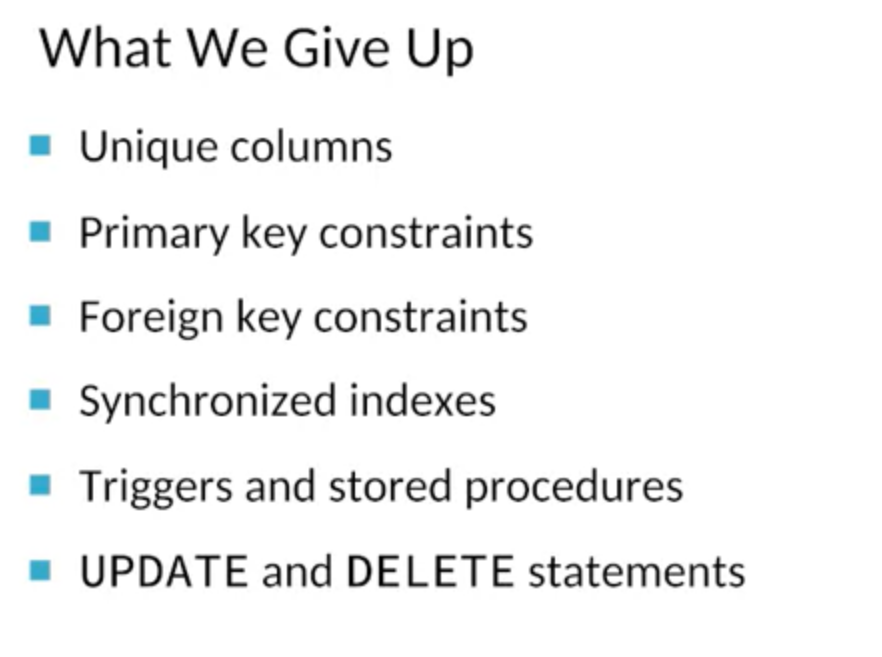 What We Give Up
Unique columns
Primary key constraints
Foreign key constraints
Synchronized indexes
Triggers and stored procedures
UPDATE and DELETE statements